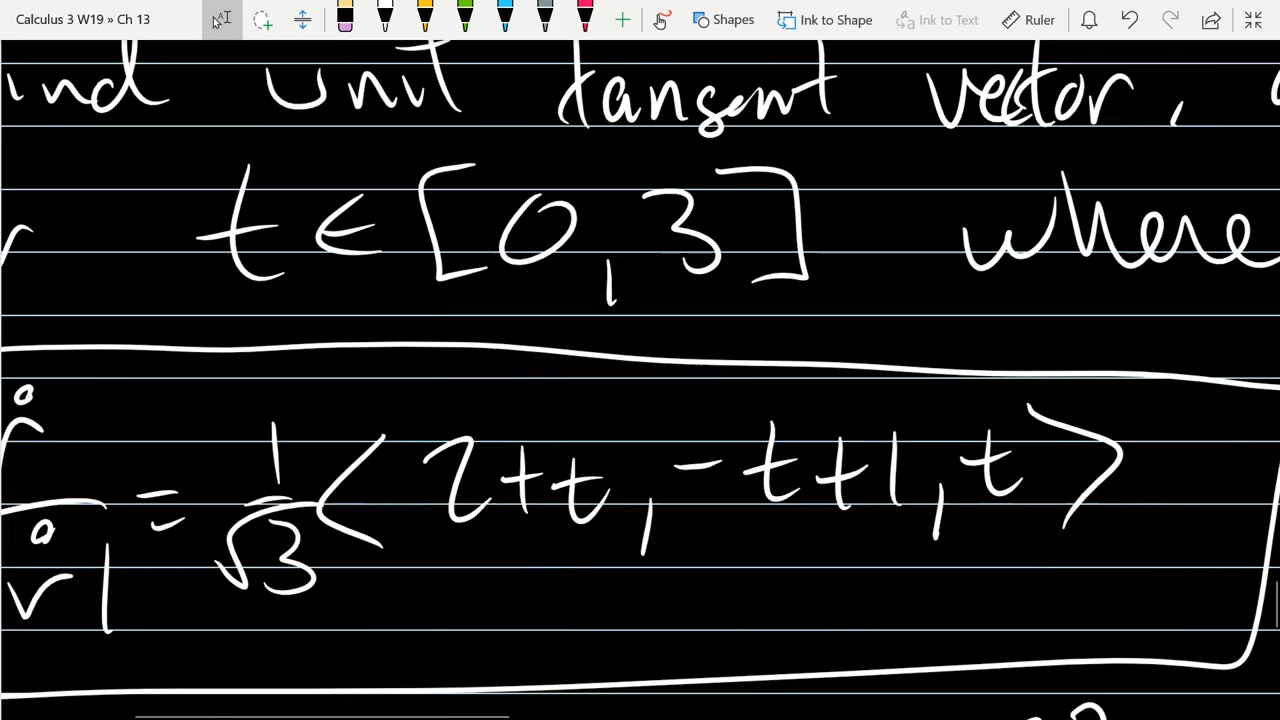 Calculus 3 W19 » Ch 13 Shapes Ink to Shape Ink to Text Ruler
ind unit tangent vector,
r t ∈ [0, 3] where
r̊ / |r̊| = 1/√3 ⟨2+t, -t+1, t⟩